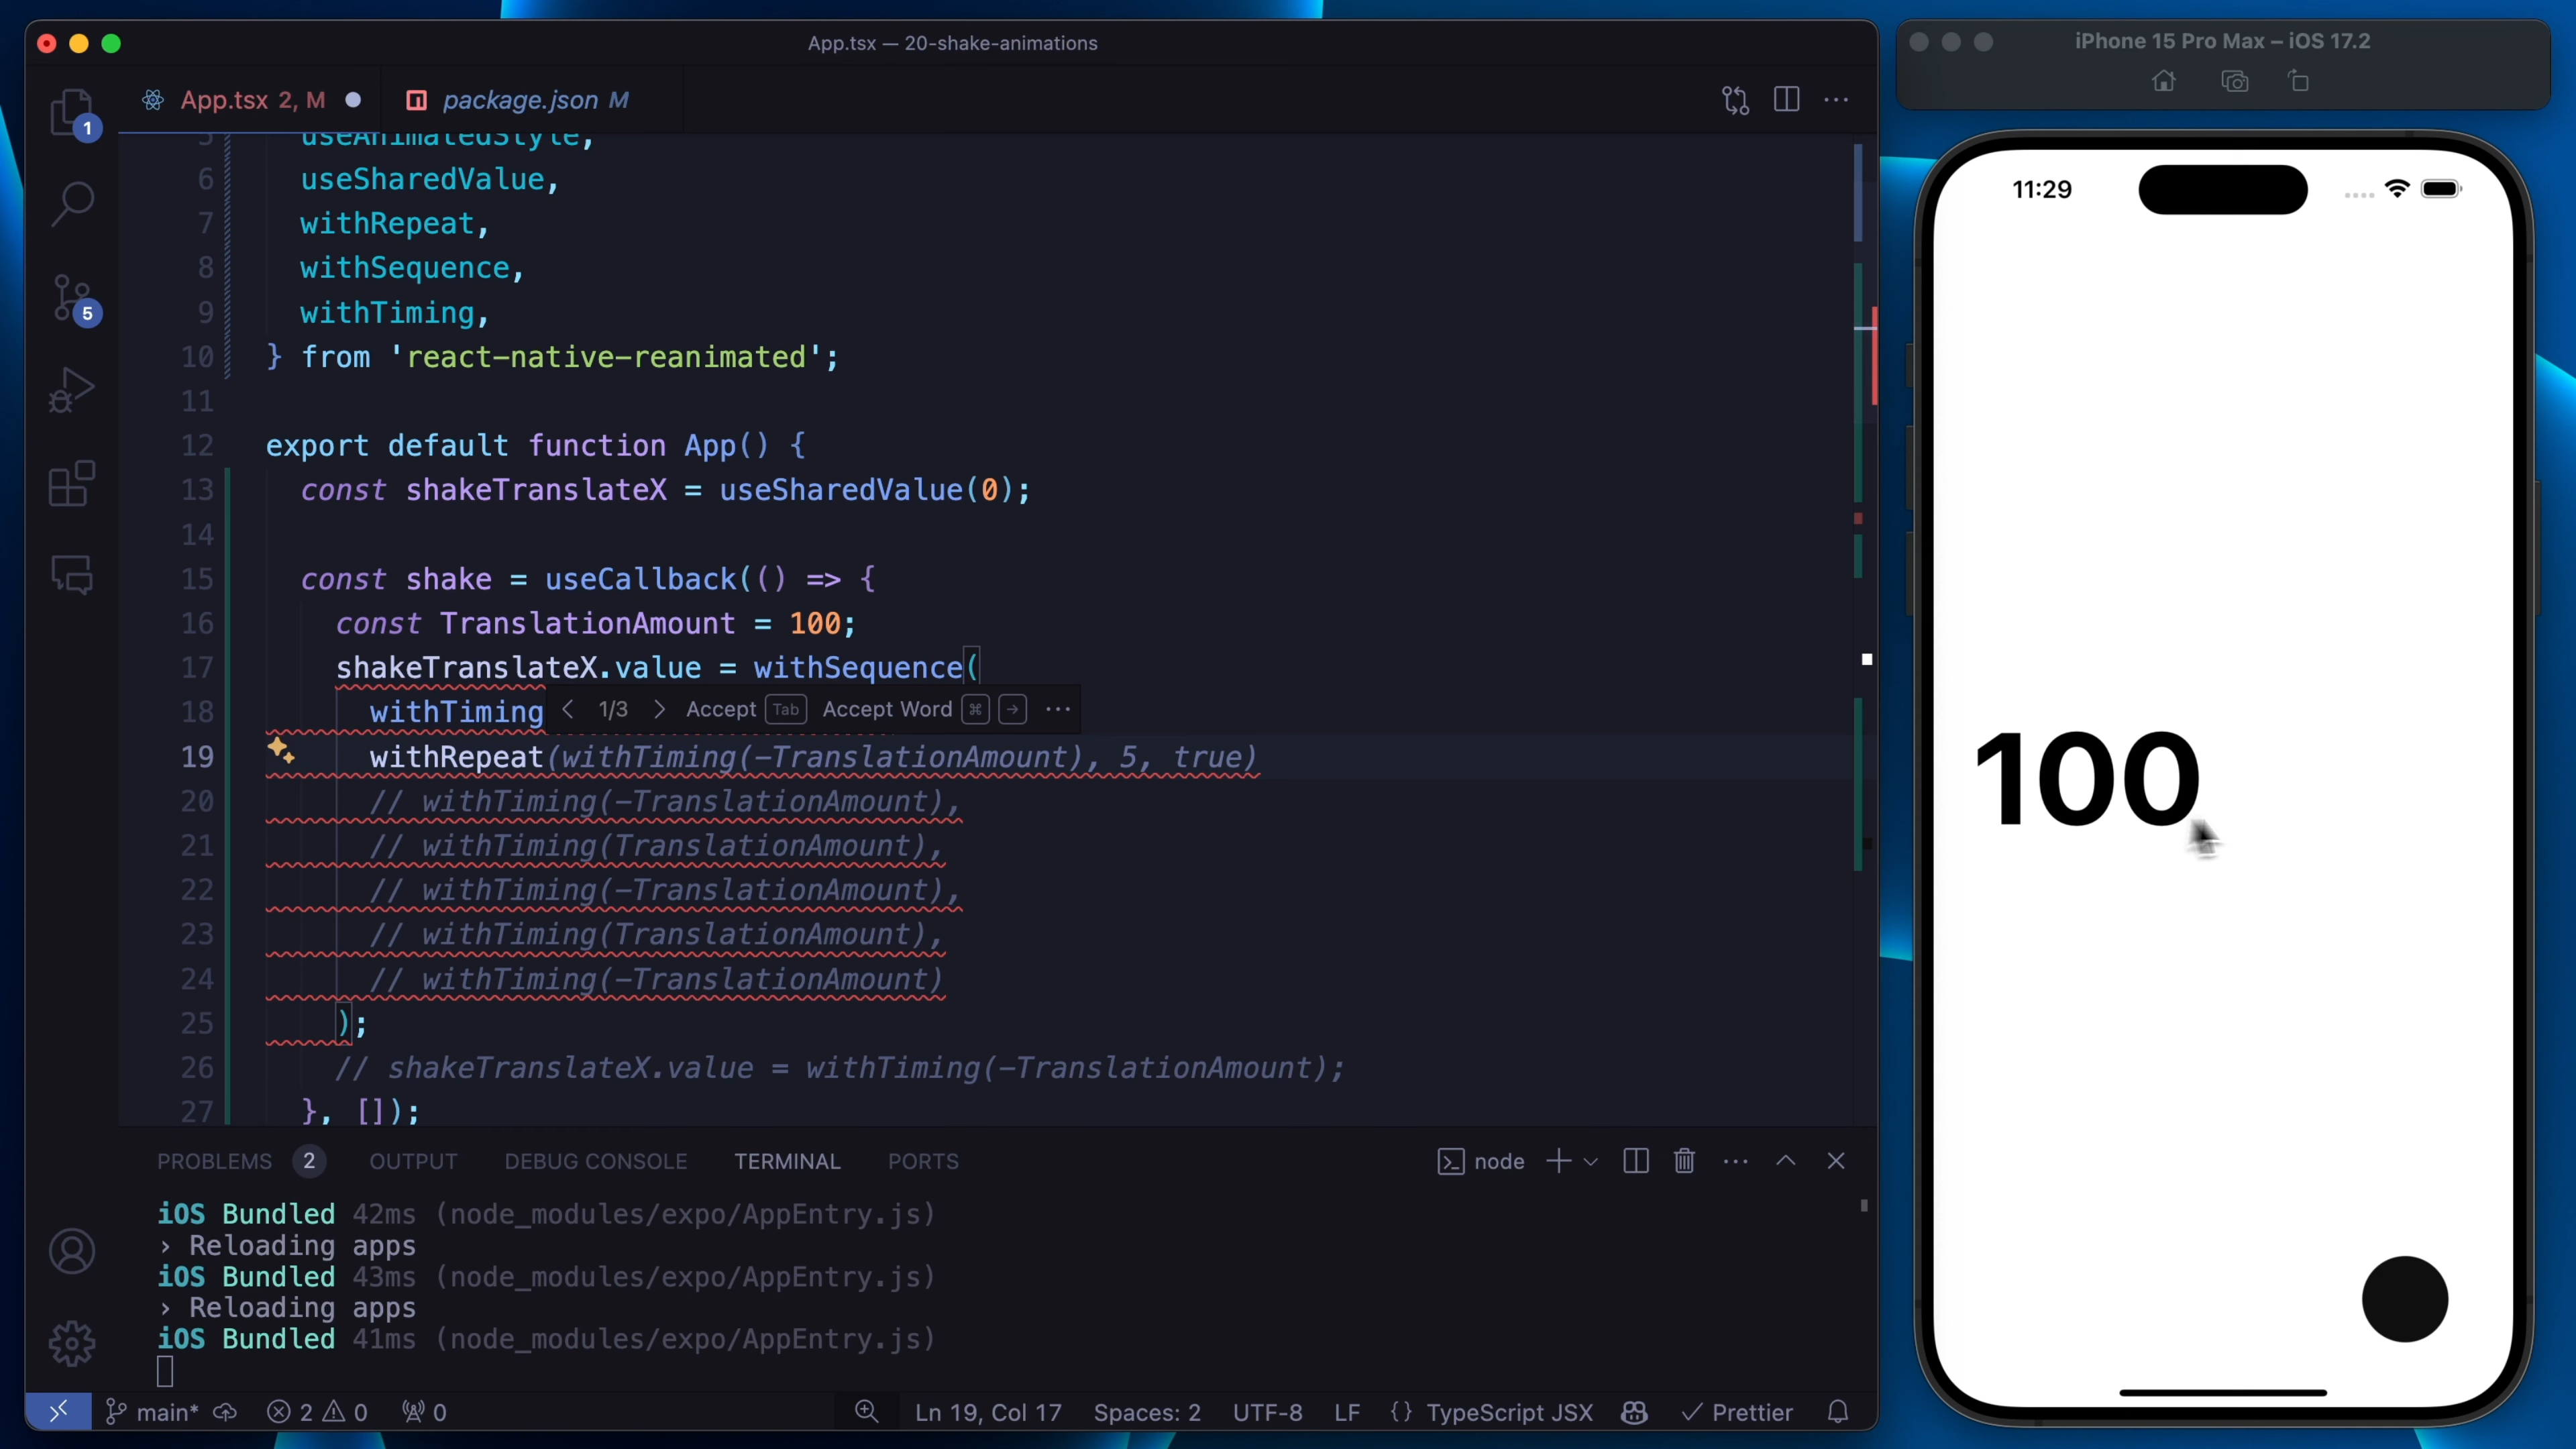 App.tsx — 20-shake-animations
App.tsx 2, M
package.json M
1
5
5 useAnimatedStyle,
6 useSharedValue,
7 withRepeat,
8 withSequence,
9 withTiming,
10 } from 'react-native-reanimated';
11
12 export default function App() {
13 const shakeTranslateX = useSharedValue(0);
14
15 const shake = useCallback(() => {
16 const TranslationAmount = 100;
17 shakeTranslateX.value = withSequence(
18 withTiming
< 1/3 > Accept Tab Accept Word ⌘ → ···
19 withRepeat(withTiming(-TranslationAmount), 5, true)
20 // withTiming(-TranslationAmount),
21 // withTiming(TranslationAmount),
22 // withTiming(-TranslationAmount),
23 // withTiming(TranslationAmount),
24 // withTiming(-TranslationAmount)
25 );
26 // shakeTranslateX.value = withTiming(-TranslationAmount);
27 }, []);
PROBLEMS 2 OUTPUT DEBUG CONSOLE TERMINAL PORTS
node
iOS Bundled 42ms (node_modules/expo/AppEntry.js)
› Reloading apps
iOS Bundled 43ms (node_modules/expo/AppEntry.js)
› Reloading apps
iOS Bundled 41ms (node_modules/expo/AppEntry.js)
main* 2 0 0
Ln 19, Col 17 Spaces: 2 UTF-8 LF {} TypeScript JSX Prettier
iPhone 15 Pro Max – iOS 17.2
11:29
100